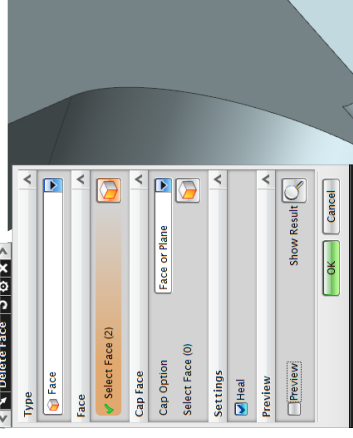 Delete Face
Type
Face
Face
Select Face (2)
Cap Face
Cap Option
Face or Plane
Select Face (0)
Settings
Heal
Preview
Preview
Show Result
OK
Cancel